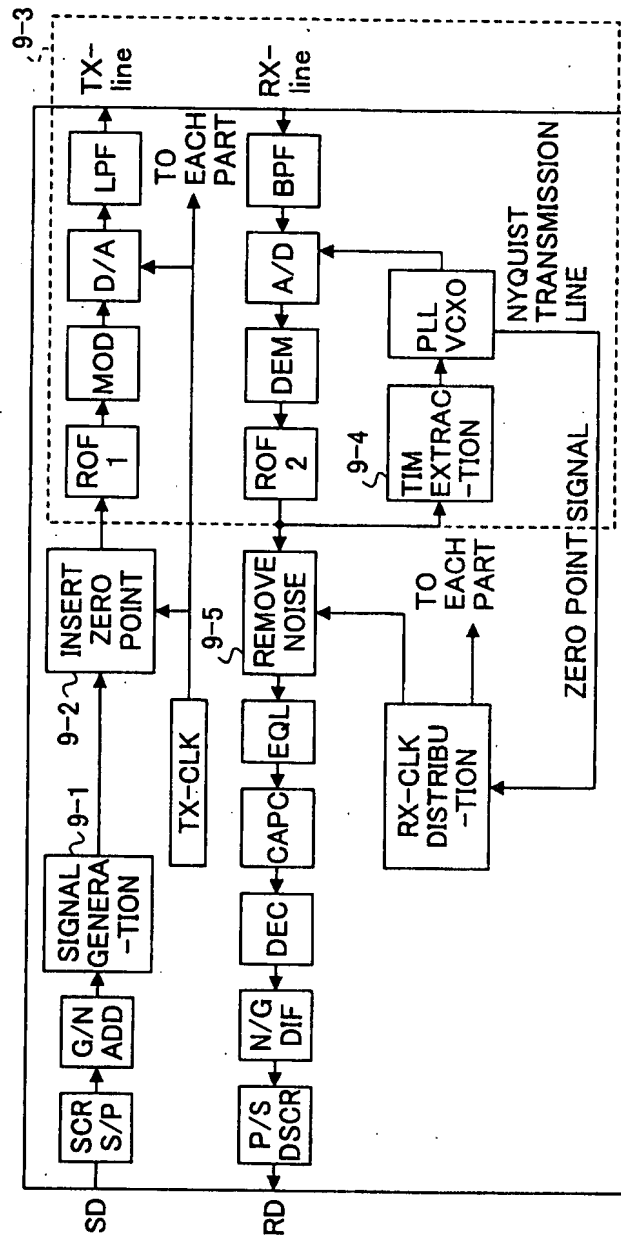 9-3
SD
SCR
S/P
G/N
ADD
SIGNAL
GENERA
-TION
9-1
9-2
INSERT
ZERO
POINT
ROF
1
MOD
D/A
LPF
TX-
line
TX-CLK
TO
EACH
PART
RD
P/S
DSCR
N/G
DIF
DEC
CAPC
EQL
REMOVE
NOISE
9-5
ROF
2
DEM
A/D
BPF
RX-
line
RX-CLK
DISTRIBU
-TION
TO
EACH
PART
9-4
TIM
EXTRAC
-TION
PLL
VCXO
ZERO POINT SIGNAL
NYQUIST
TRANSMISSION
LINE